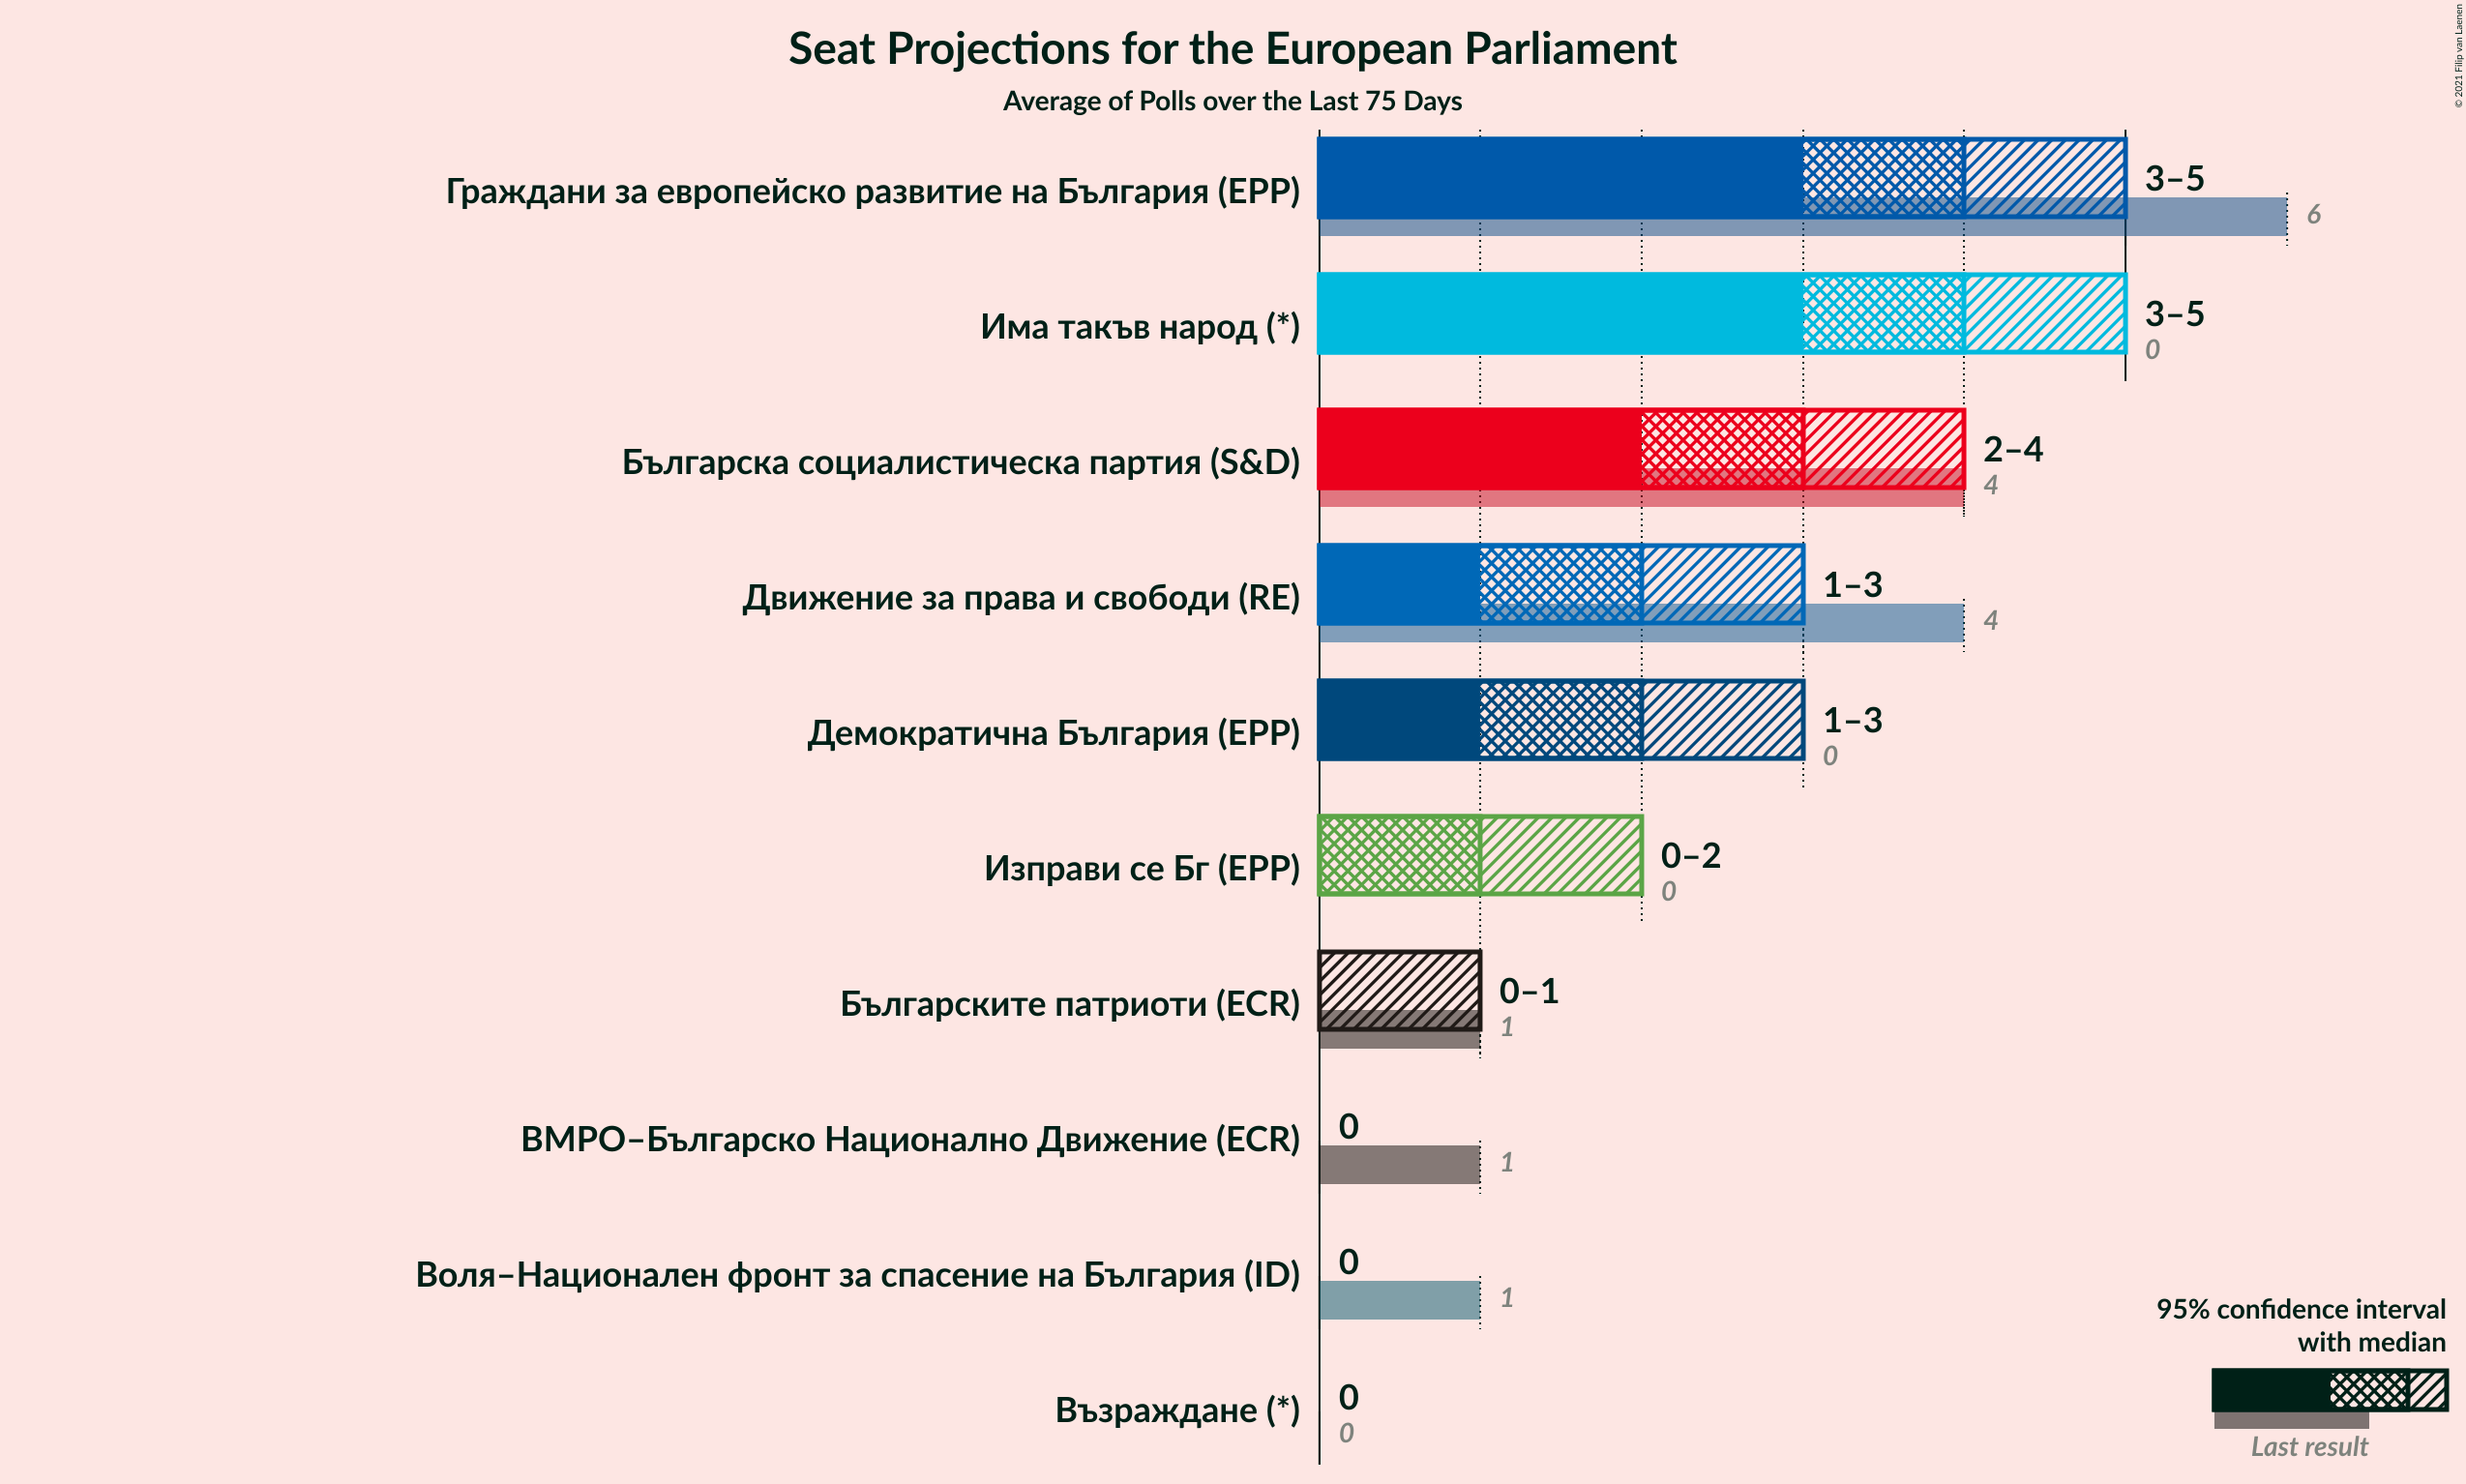 Seat Projections for the European Parliament
Average of Polls over the Last 75 Days
© 2021 Filip van Laenen
Граждани за европейско развитие на България (EPP)
3–5
6
Има такъв народ (*)
3–5
0
Българска социалистическа партия (S&D)
2–4
4
Движение за права и свободи (RE)
1–3
4
Демократична България (EPP)
1–3
0
Изправи се Бг (EPP)
0–2
0
Българските патриоти (ECR)
0–1
1
ВМРО–Българско Национално Движение (ECR)
0
1
Воля–Национален фронт за спасение на България (ID)
0
1
Възраждане (*)
0
0
95% confidence interval
with median
Last result